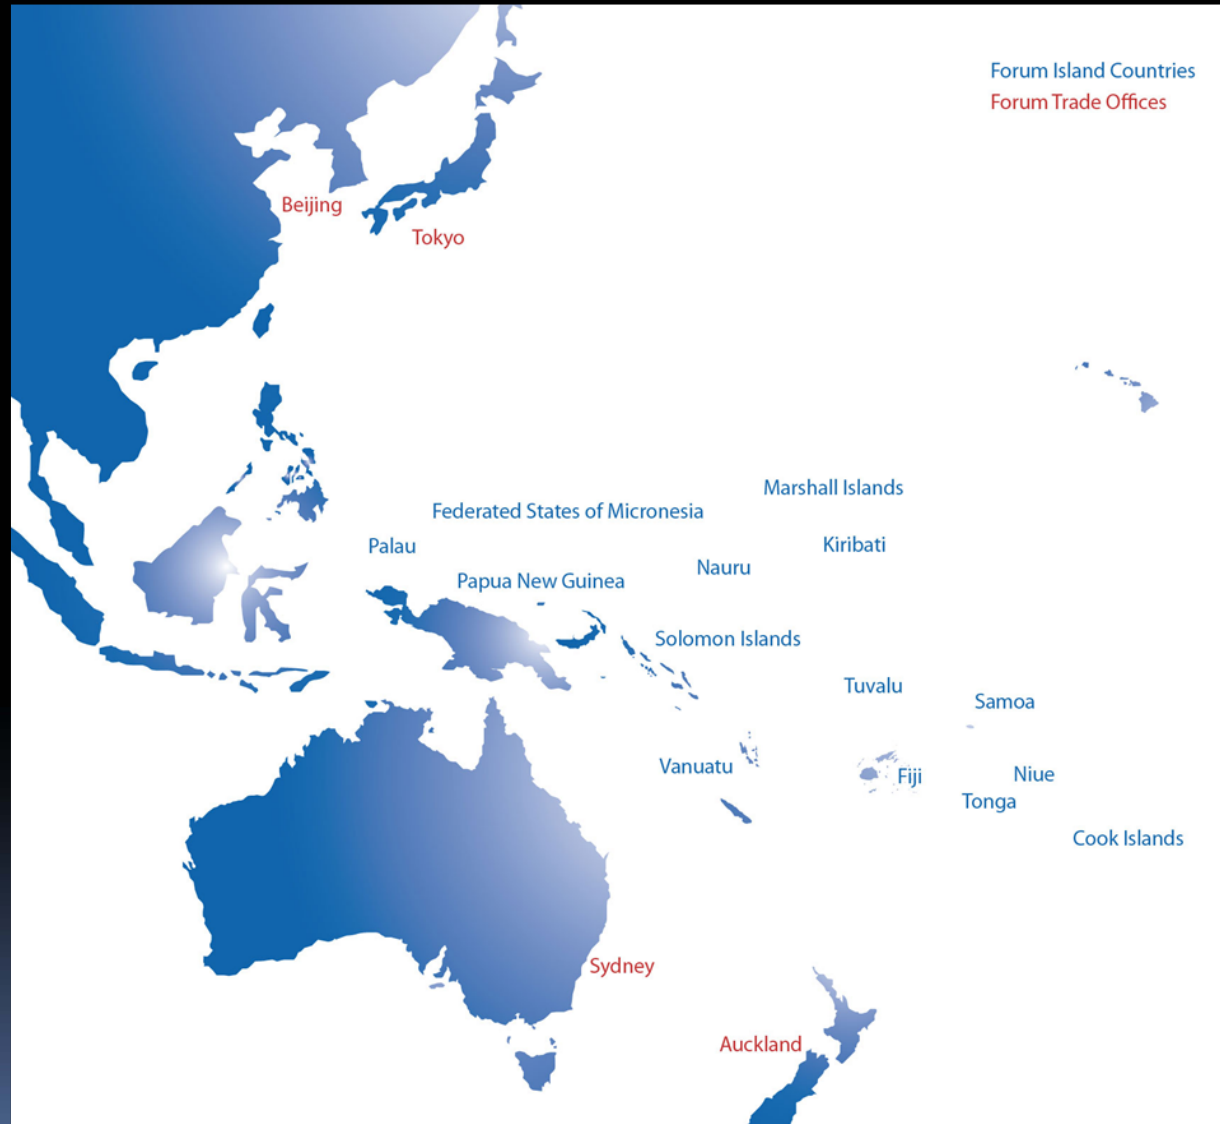 Forum Island Countries
Forum Trade Offices
Beijing
Tokyo
Marshall Islands
Federated States of Micronesia
Palau
Kiribati
Nauru
Papua New Guinea
Solomon Islands
Tuvalu
Samoa
Vanuatu
Fiji
Niue
Tonga
Cook Islands
Sydney
Auckland